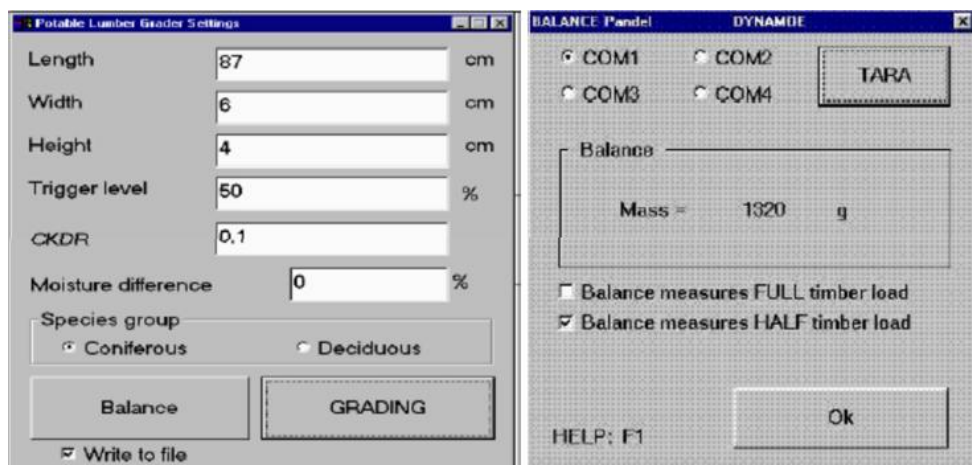 Potable Lumber Grader Settings
Length 87 cm
Width 6 cm
Height 4 cm
Trigger level 50 %
CKDR 0,1
Moisture difference 0 %
Species group
Coniferous Deciduous
Balance GRADING
Write to file
BALANCE Pandel DYNAMDE
COM1 COM2
COM3 COM4
TARA
Balance
Mass = 1320 g
Balance measures FULL timber load
Balance measures HALF timber load
HELP: F1
Ok